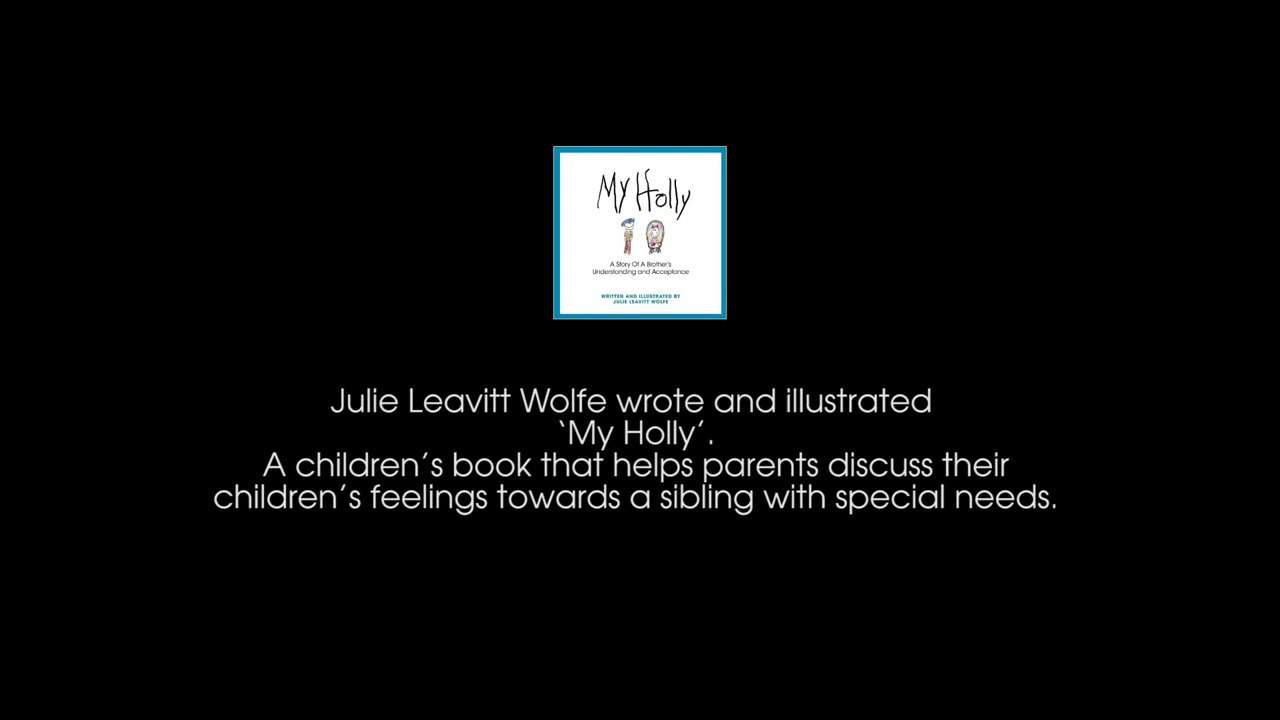 My Holly
A Story Of A Brother's
Understanding and Acceptance
WRITTEN AND ILLUSTRATED BY
JULIE LEAVITT WOLFE
Julie Leavitt Wolfe wrote and illustrated
‘My Holly’.
A children’s book that helps parents discuss their
children’s feelings towards a sibling with special needs.